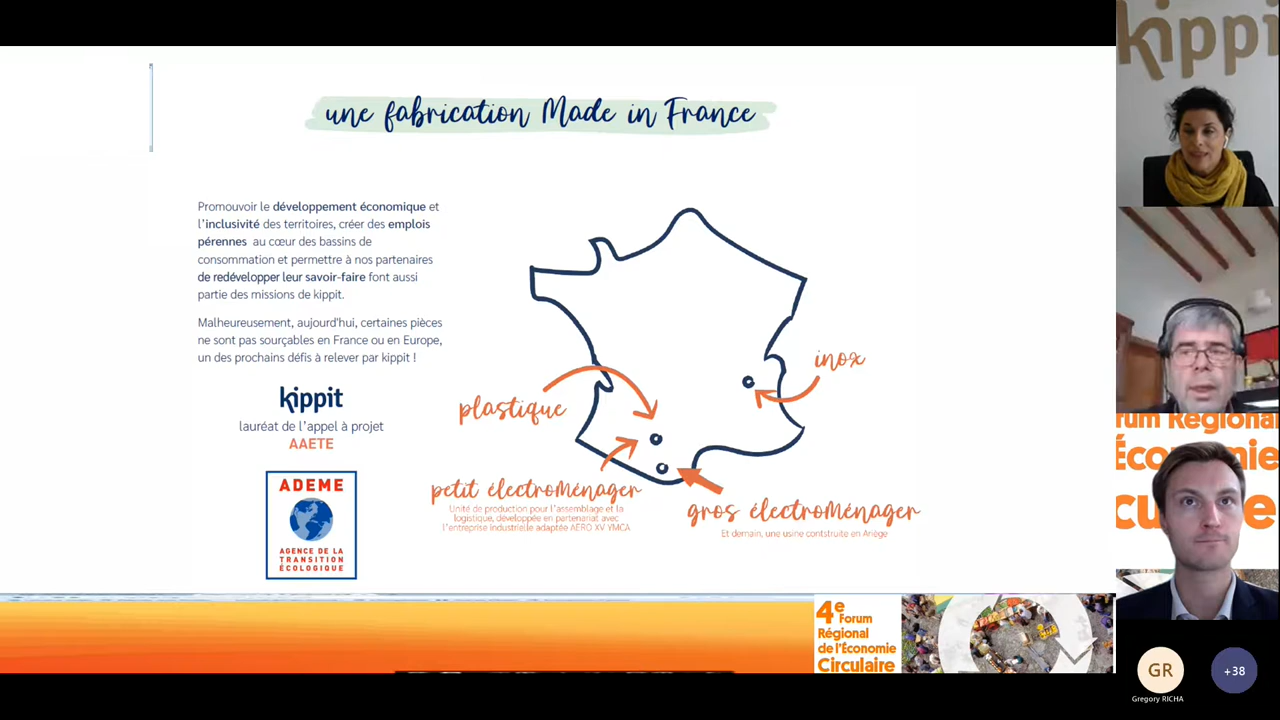 une fabrication Made in France
Promouvoir le développement économique et
l'inclusivité des territoires, créer des emplois
pérennes au cœur des bassins de
consommation et permettre à nos partenaires
de redévelopper leur savoir-faire font aussi
partie des missions de kippit.
Malheureusement, aujourd'hui, certaines pièces
ne sont pas sourçables en France ou en Europe,
un des prochains défis à relever par kippit !
kippit
lauréat de l'appel à projet
AAETE
ADEME
AGENCE DE LA
TRANSITION
ÉCOLOGIQUE
inox
plastique
petit électroménager
Unité de production pour l'assemblage et la
logistique, développée en partenariat avec
l'entreprise industrielle adaptée AERO XV YMCA
gros électroménager
Et demain, une usine contstruite en Ariège
4e Forum
Régional
de l'Économie
Circulaire
kippi
rum Régional
Éco mie
cu e
GR
Gregory RICHA
+38